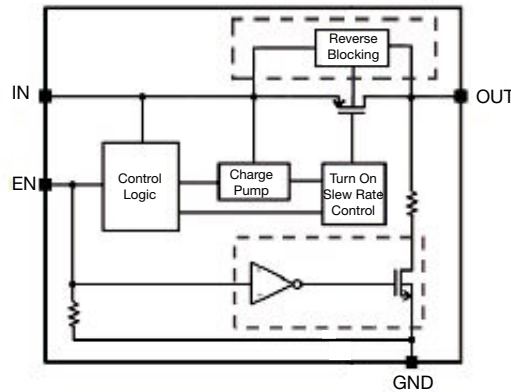 Reverse
Blocking
IN
OUT
EN
Control
Logic
Charge
Pump
Turn On
Slew Rate
Control
GND